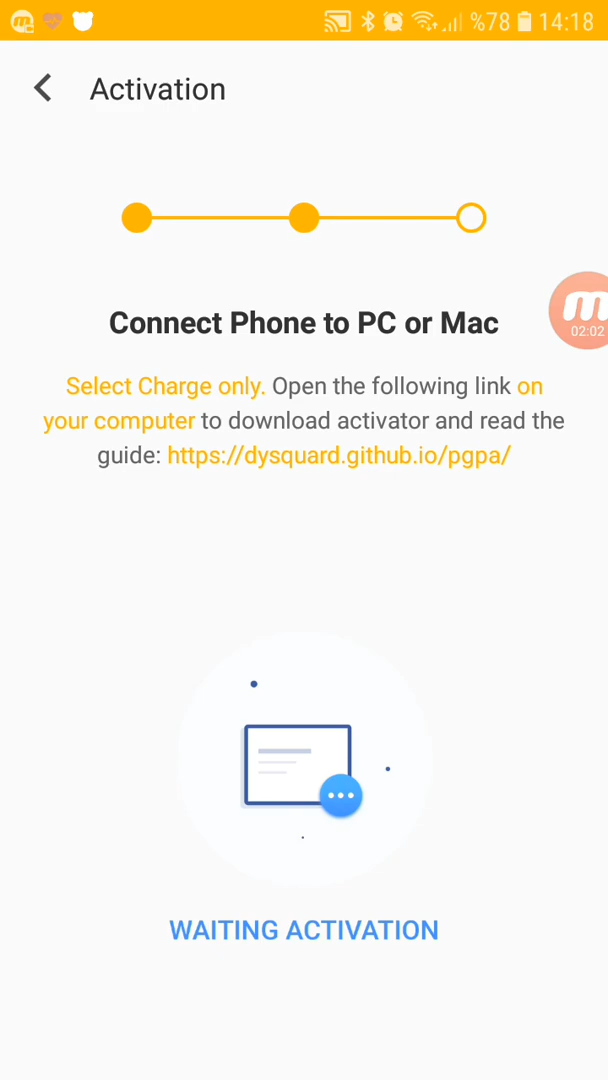 %78 14:18
Activation
Connect Phone to PC or Mac
m
02:02
Select Charge only. Open the following link on
your computer to download activator and read the
guide: https://dysquard.github.io/pgpa/
WAITING ACTIVATION